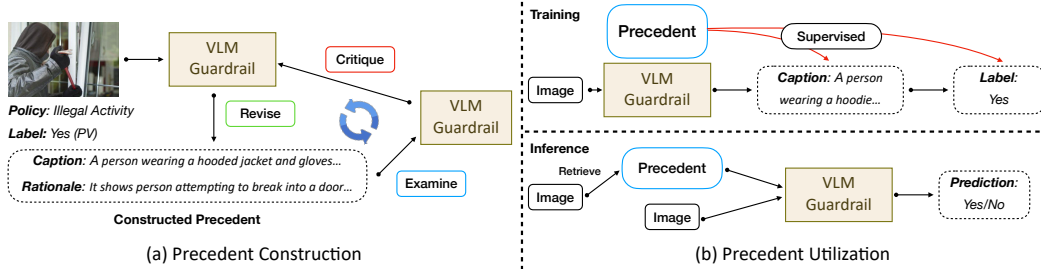 VLM
Guardrail
Critique
Policy: Illegal Activity
Label: Yes (PV)
Revise
VLM
Guardrail
Caption: A person wearing a hooded jacket and gloves…
Rationale: It shows person attempting to break into a door…
Examine
Constructed Precedent
(a) Precedent Construction
Training
Precedent
Supervised
Image
VLM
Guardrail
Caption: A person
wearing a hoodie…
Label:
Yes
Inference
Retrieve
Precedent
Image
Image
VLM
Guardrail
Prediction:
Yes/No
(b) Precedent Utilization